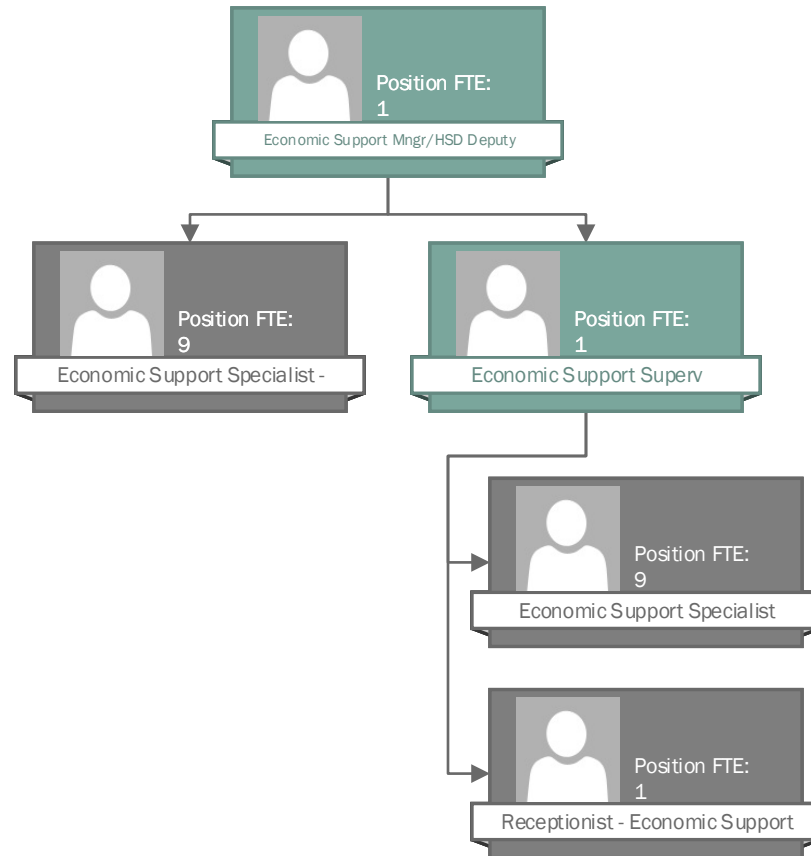 Position FTE:
1
Economic Support Mngr/HSD Deputy
Position FTE:
9
Economic Support Specialist -
Position FTE:
1
Economic Support Superv
Position FTE:
9
Economic Support Specialist
Position FTE:
1
Receptionist - Economic Support